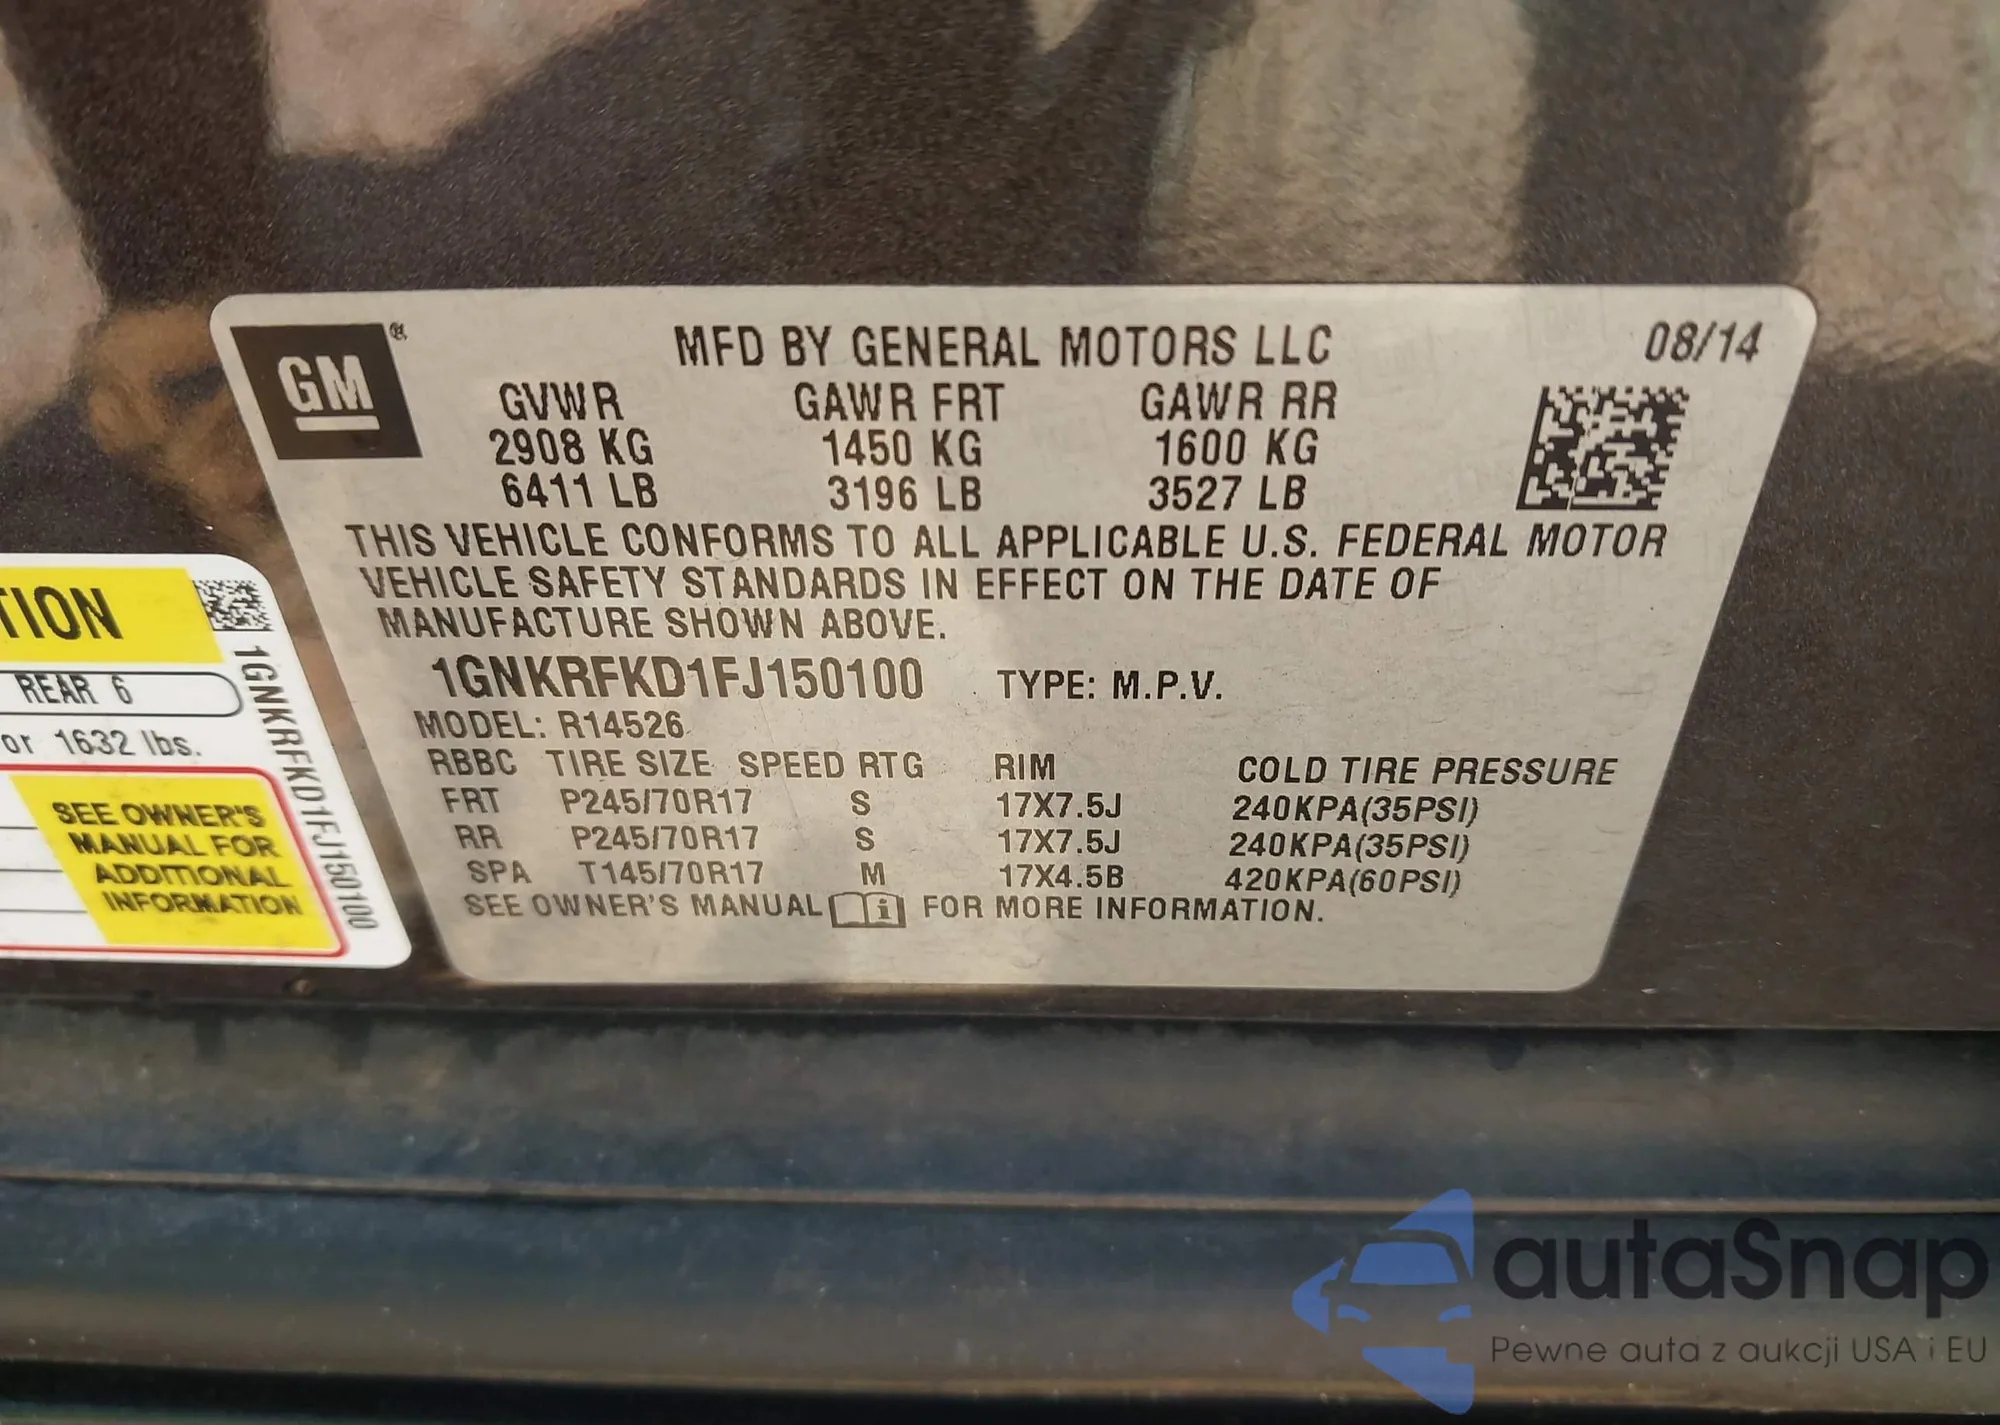 GM ®
MFD BY GENERAL MOTORS LLC 08/14
GVWR GAWR FRT GAWR RR
2908 KG 1450 KG 1600 KG
6411 LB 3196 LB 3527 LB
THIS VEHICLE CONFORMS TO ALL APPLICABLE U.S. FEDERAL MOTOR
VEHICLE SAFETY STANDARDS IN EFFECT ON THE DATE OF
MANUFACTURE SHOWN ABOVE.
1GNKRFKD1FJ150100 TYPE: M.P.V.
MODEL: R14526
RBBC TIRE SIZE SPEED RTG RIM COLD TIRE PRESSURE
FRT P245/70R17 S 17X7.5J 240KPA(35PSI)
RR P245/70R17 S 17X7.5J 240KPA(35PSI)
SPA T145/70R17 M 17X4.5B 420KPA(60PSI)
SEE OWNER'S MANUAL i FOR MORE INFORMATION.
TION
REAR 6
or 1632 lbs.
SEE OWNER'S
MANUAL FOR
ADDITIONAL
INFORMATION
1GNKRFKD1FJ150100
autaSnap
Pewne auta z aukcji USA i EU